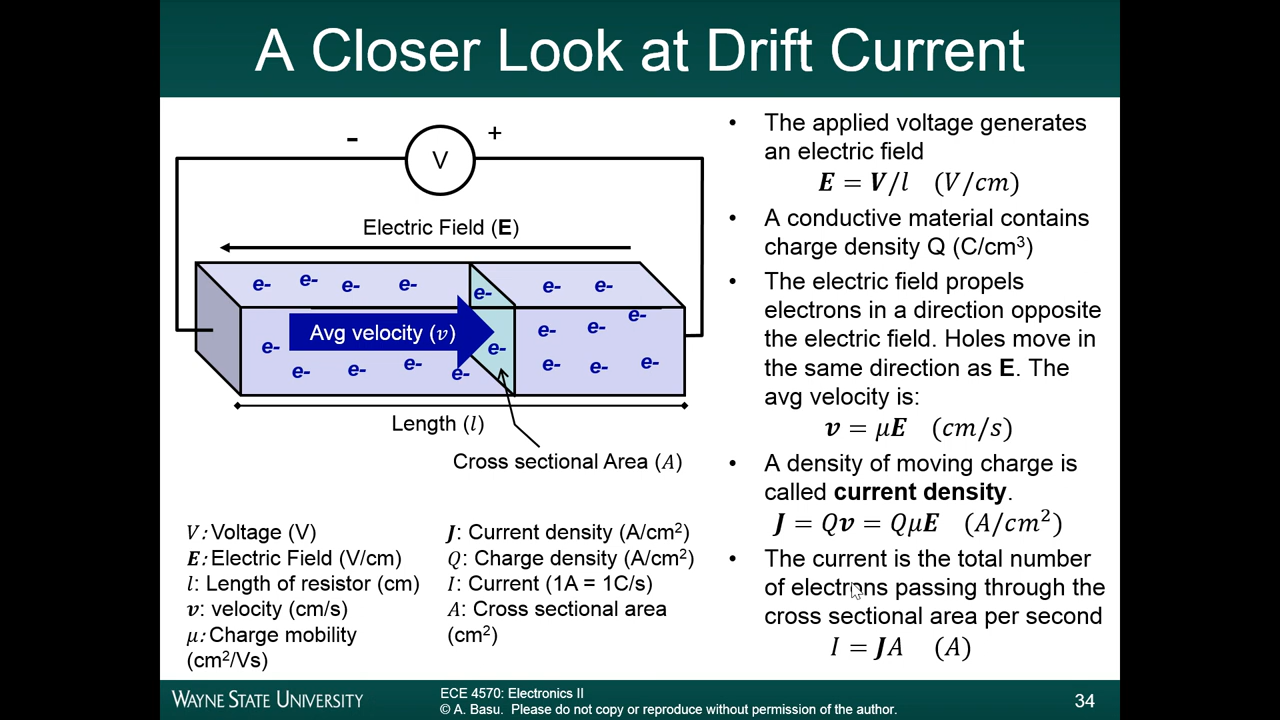 A Closer Look at Drift Current
- +
V
Electric Field (E)
e- e- e- e- e- e- e-
e- e- e-
Avg velocity (v)
e- e-
e- e- e- e- e- e- e-
Length (l)
Cross sectional Area (A)
V: Voltage (V)
E: Electric Field (V/cm)
l: Length of resistor (cm)
v: velocity (cm/s)
μ: Charge mobility
(cm²/Vs)
J: Current density (A/cm²)
Q: Charge density (A/cm²)
I: Current (1A = 1C/s)
A: Cross sectional area
(cm²)
• The applied voltage generates
an electric field
E = V/l (V/cm)
• A conductive material contains
charge density Q (C/cm³)
• The electric field propels
electrons in a direction opposite
the electric field. Holes move in
the same direction as E. The
avg velocity is:
v = μE (cm/s)
• A density of moving charge is
called current density.
J = Qv = QμE (A/cm²)
• The current is the total number
of electrons passing through the
cross sectional area per second
I = JA (A)
WAYNE STATE UNIVERSITY
ECE 4570: Electronics II
© A. Basu. Please do not copy or reproduce without permission of the author.
34